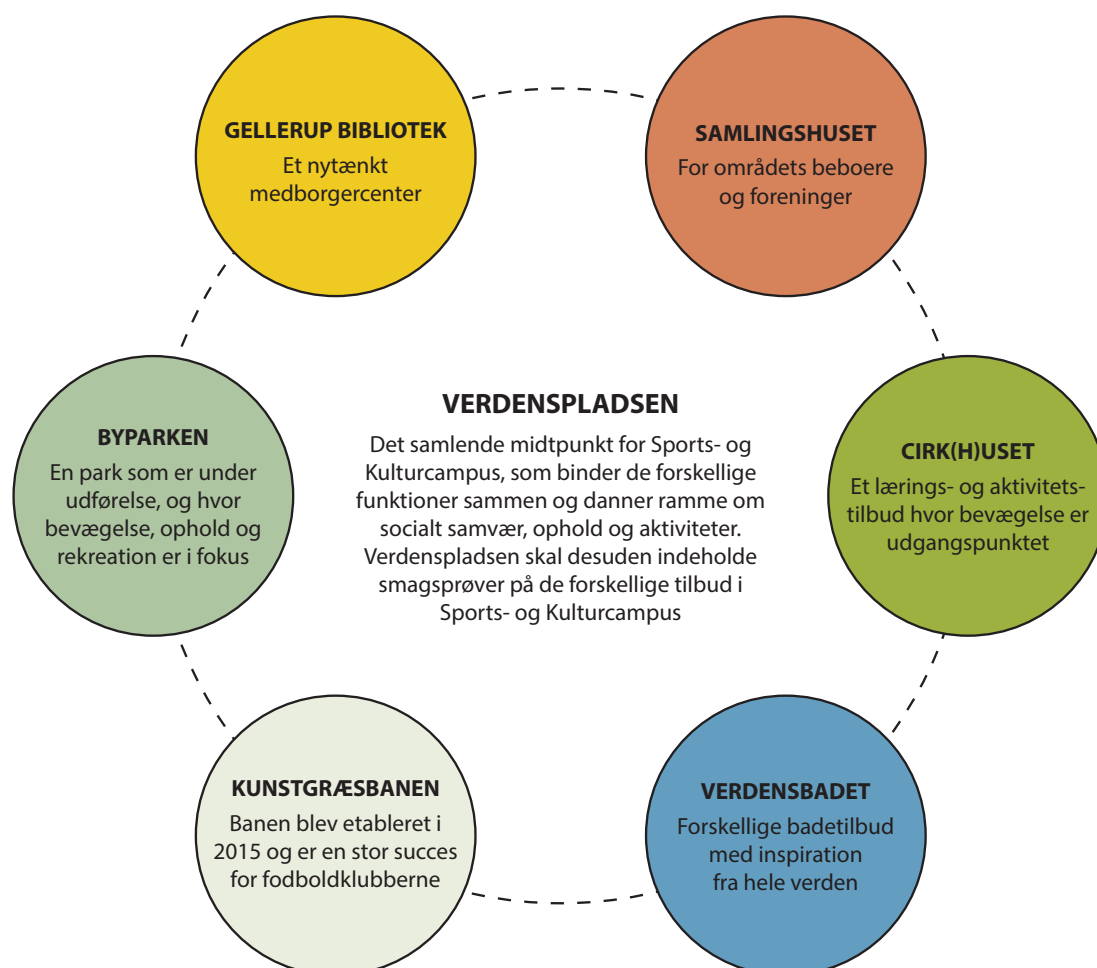 GELLERUP BIBLIOTEK
Et nytænkt
medborgercenter
SAMLINGSHUSET
For områdets beboere
og foreninger
BYPARKEN
En park som er under
udførelse, og hvor
bevægelse, ophold og
rekreation er i fokus
VERDENSPLADSEN
Det samlende midtpunkt for Sports- og
Kulturcampus, som binder de forskellige
funktioner sammen og danner ramme om
socialt samvær, ophold og aktiviteter.
Verdenspladsen skal desuden indeholde
smagsprøver på de forskellige tilbud i
Sports- og Kulturcampus
CIRK(H)USET
Et lærings- og aktivitets-
tilbud hvor bevægelse er
udgangspunktet
KUNSTGRÆSBANEN
Banen blev etableret i
2015 og er en stor succes
for fodboldklubberne
VERDENSBADET
Forskellige badetilbud
med inspiration
fra hele verden